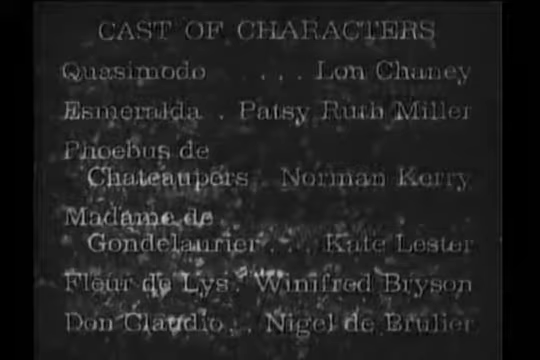 CAST OF CHARACTERS
Quasimodo . . . Lon Chaney
Esmeralda . Patsy Ruth Miller
Phoebus de
Chateaupers . Norman Kerry
Madame de
Gondelaurier . . . Kate Lester
Fleur de Lys . Winifred Bryson
Don Claudio . . Nigel de Brulier